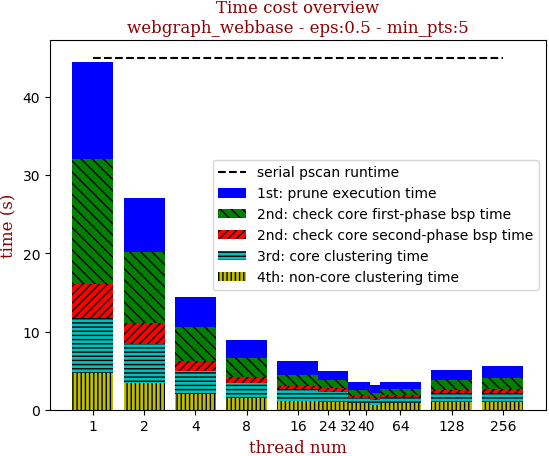 Time cost overview
webgraph_webbase - eps:0.5 - min_pts:5
time (s)
40
30
20
10
0
serial pscan runtime
1st: prune execution time
2nd: check core first-phase bsp time
2nd: check core second-phase bsp time
3rd: core clustering time
4th: non-core clustering time
1 2 4 8 16 24 32 40 64 128 256
thread num